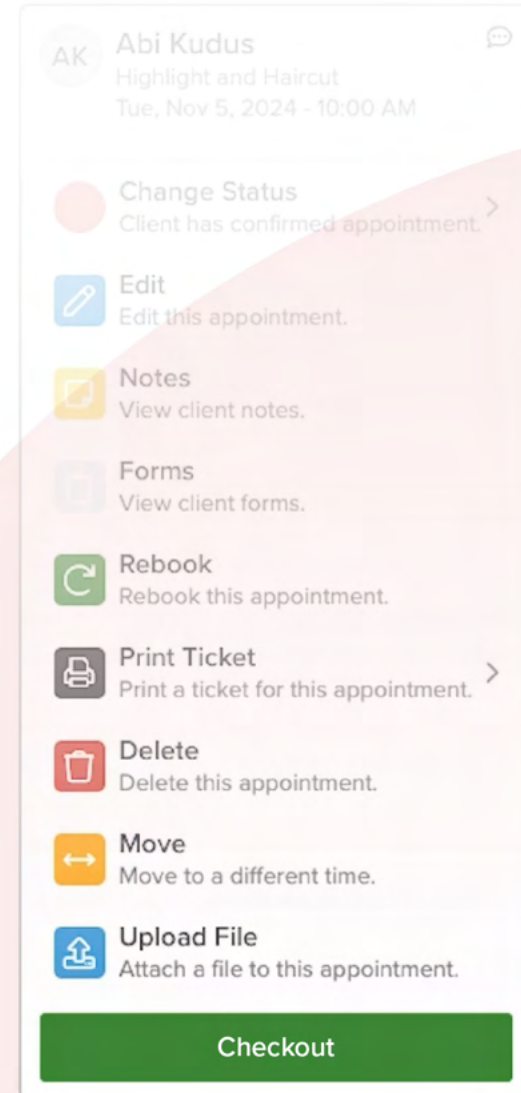 AK
Abi Kudus
Highlight and Haircut
Tue, Nov 5, 2024 - 10:00 AM
Change Status
Client has confirmed appointment.
Edit
Edit this appointment.
Notes
View client notes.
Forms
View client forms.
Rebook
Rebook this appointment.
Print Ticket
Print a ticket for this appointment.
Delete
Delete this appointment.
Move
Move to a different time.
Upload File
Attach a file to this appointment.
Checkout